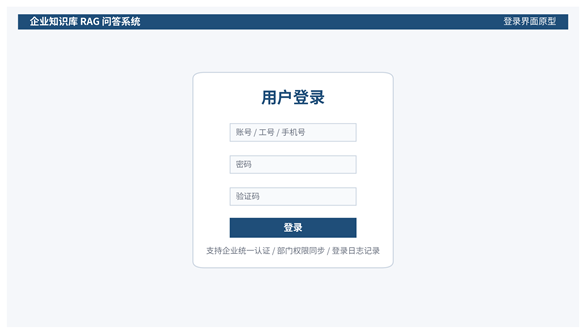 企业知识库 RAG 问答系统
登录界面原型
用户登录
账号 / 工号 / 手机号
密码
验证码
登录
支持企业统一认证 / 部门权限同步 / 登录日志记录